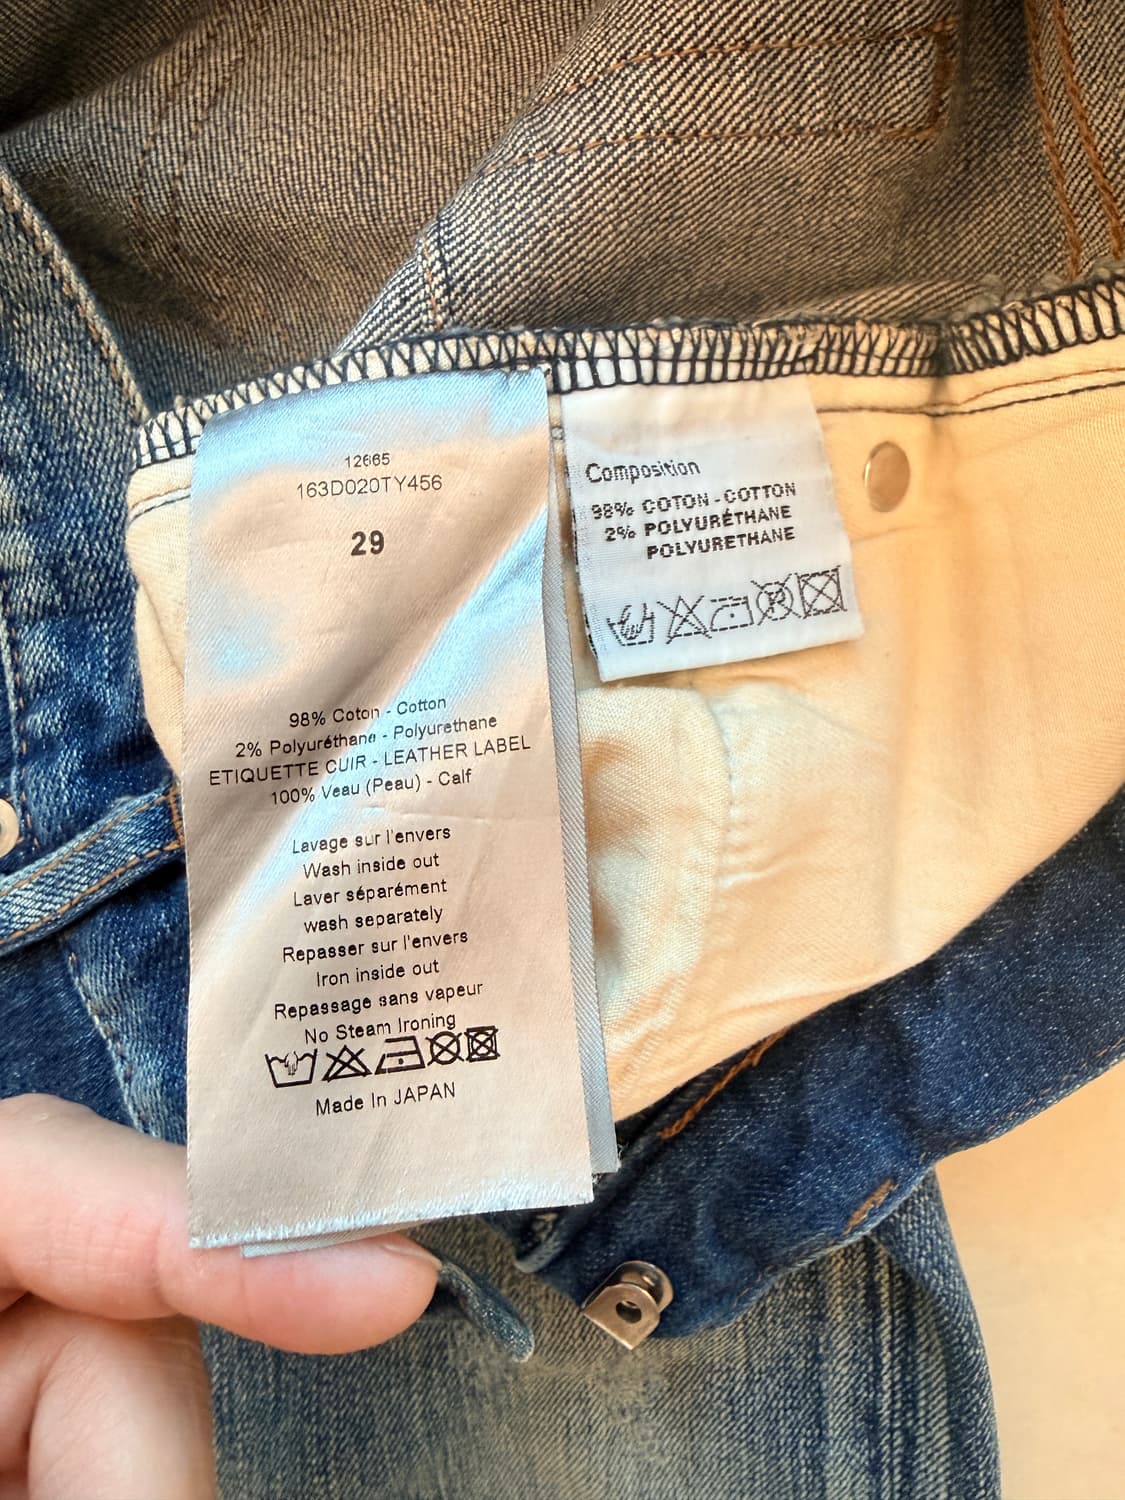 12665
163D020TY456
29
98% Coton - Cotton
2% Polyuréthane - Polyurethane
ETIQUETTE CUIR - LEATHER LABEL
100% Veau (Peau) - Calf
Lavage sur l'envers
Wash inside out
Laver séparément
wash separately
Repasser sur l'envers
Iron inside out
Repassage sans vapeur
No Steam Ironing
Made In JAPAN
Composition
98% COTON - COTTON
2% POLYURÉTHANE
POLYURETHANE
P